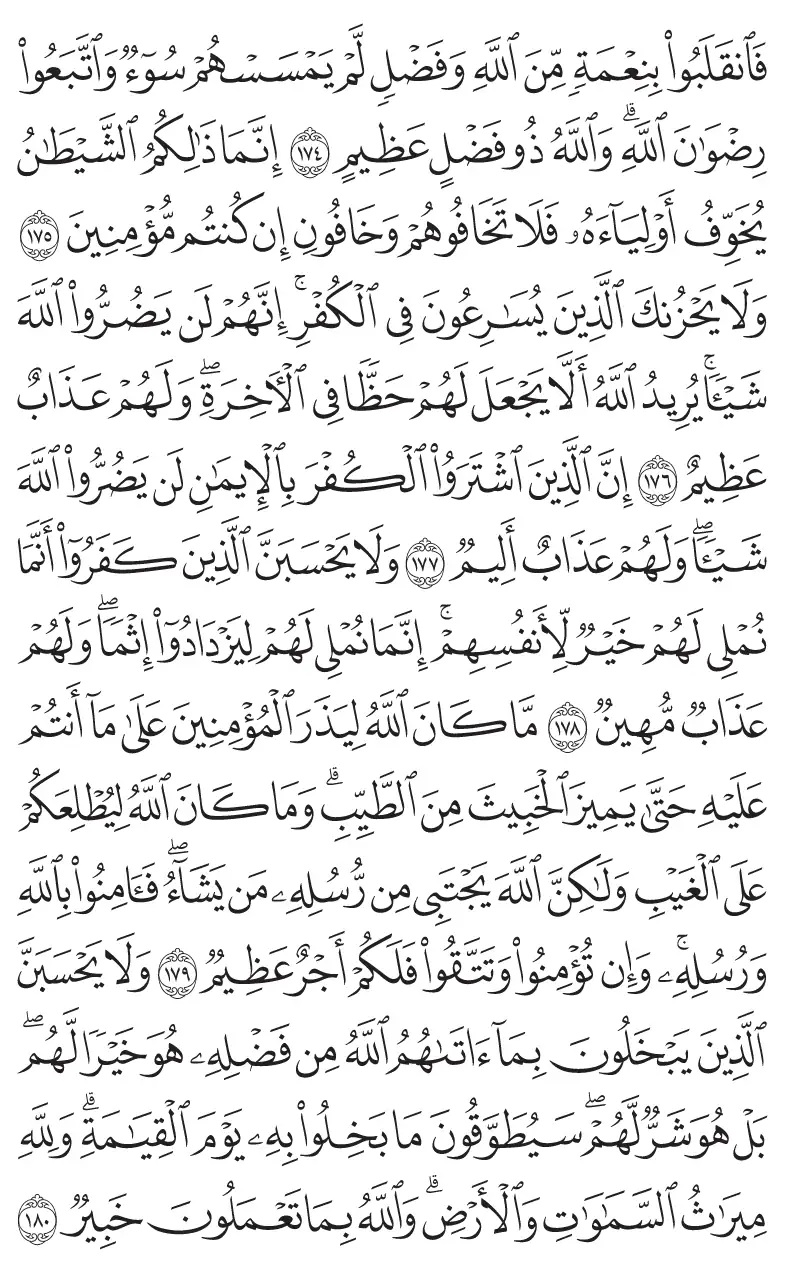 فَٱنقَلَبُواْ بِنِعۡمَةٖ مِّنَ ٱللَّهِ وَفَضۡلٖ لَّمۡ يَمۡسَسۡهُمۡ سُوٓءٞ وَٱتَّبَعُواْ
رِضۡوَٰنَ ٱللَّهِۗ وَٱللَّهُ ذُو فَضۡلٍ عَظِيمٍ ١٧٤ إِنَّمَا ذَٰلِكُمُ ٱلشَّيۡطَٰنُ
يُخَوِّفُ أَوۡلِيَآءَهُۥ فَلَا تَخَافُوهُمۡ وَخَافُونِ إِن كُنتُم مُّؤۡمِنِينَ ١٧٥
وَلَا يَحۡزُنكَ ٱلَّذِينَ يُسَٰرِعُونَ فِي ٱلۡكُفۡرِۚ إِنَّهُمۡ لَن يَضُرُّواْ ٱللَّهَ
شَيۡـٔٗاۚ يُرِيدُ ٱللَّهُ أَلَّا يَجۡعَلَ لَهُمۡ حَظّٗا فِي ٱلۡأٓخِرَةِۖ وَلَهُمۡ عَذَابٌ
عَظِيمٌ ١٧٦ إِنَّ ٱلَّذِينَ ٱشۡتَرَوُاْ ٱلۡكُفۡرَ بِٱلۡإِيمَٰنِ لَن يَضُرُّواْ ٱللَّهَ
شَيۡـٔٗاۖ وَلَهُمۡ عَذَابٌ أَلِيمٞ ١٧٧ وَلَا يَحۡسَبَنَّ ٱلَّذِينَ كَفَرُوٓاْ أَنَّمَا
نُمۡلِي لَهُمۡ خَيۡرٞ لِّأَنفُسِهِمۡۚ إِنَّمَا نُمۡلِي لَهُمۡ لِيَزۡدَادُوٓاْ إِثۡمٗاۖ وَلَهُمۡ
عَذَابٞ مُّهِينٞ ١٧٨ مَّا كَانَ ٱللَّهُ لِيَذَرَ ٱلۡمُؤۡمِنِينَ عَلَىٰ مَآ أَنتُمۡ
عَلَيۡهِ حَتَّىٰ يَمِيزَ ٱلۡخَبِيثَ مِنَ ٱلطَّيِّبِۗ وَمَا كَانَ ٱللَّهُ لِيُطۡلِعَكُمۡ
عَلَى ٱلۡغَيۡبِ وَلَٰكِنَّ ٱللَّهَ يَجۡتَبِي مِن رُّسُلِهِۦ مَن يَشَآءُۖ فَـَٔامِنُواْ بِٱللَّهِ
وَرُسُلِهِۦۚ وَإِن تُؤۡمِنُواْ وَتَتَّقُواْ فَلَكُمۡ أَجۡرٌ عَظِيمٞ ١٧٩ وَلَا يَحۡسَبَنَّ
ٱلَّذِينَ يَبۡخَلُونَ بِمَآ ءَاتَىٰهُمُ ٱللَّهُ مِن فَضۡلِهِۦ هُوَ خَيۡرٗا لَّهُمۖ
بَلۡ هُوَ شَرّٞ لَّهُمۡۖ سَيُطَوَّقُونَ مَا بَخِلُواْ بِهِۦ يَوۡمَ ٱلۡقِيَٰمَةِۗ وَلِلَّهِ
مِيرَٰثُ ٱلسَّمَٰوَٰتِ وَٱلۡأَرۡضِۗ وَٱللَّهُ بِمَا تَعۡمَلُونَ خَبِيرٞ ١٨٠